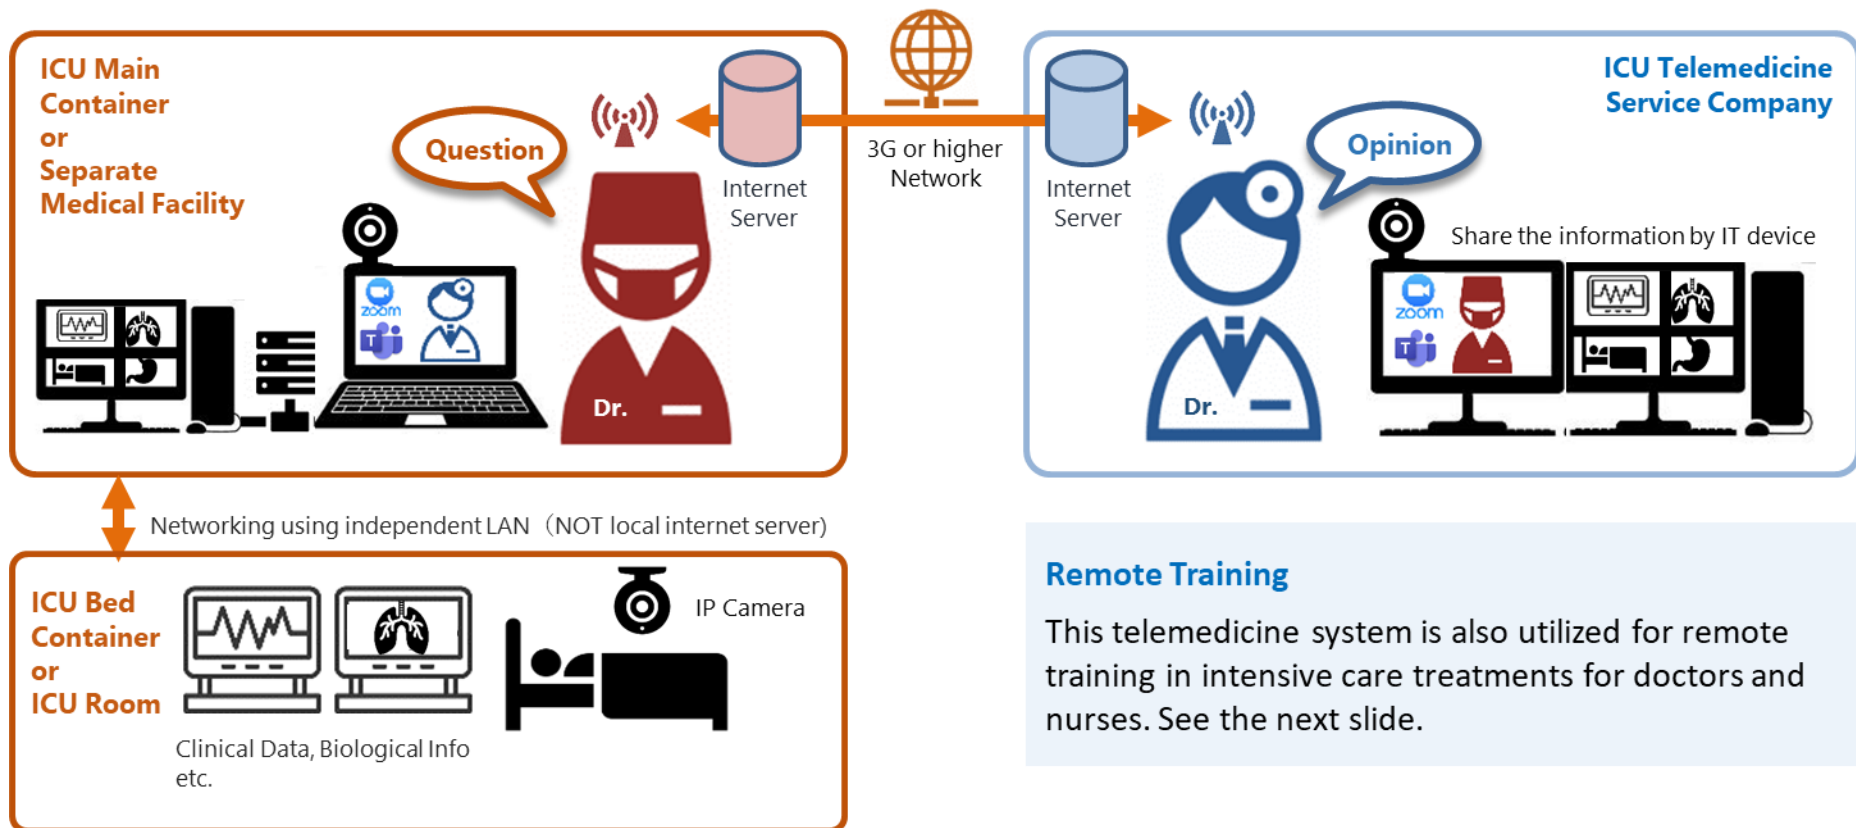 ICU Main
Container
or
Separate
Medical Facility
Question
Internet
Server
zoom
T
Dr.
3G or higher
Network
ICU Telemedicine
Service Company
Internet
Server
Opinion
Share the information by IT device
zoom
T
Dr.
Networking using independent LAN（NOT local internet server)
ICU Bed
Container
or
ICU Room
IP Camera
Clinical Data, Biological Info
etc.
Remote Training
This telemedicine system is also utilized for remote
training in intensive care treatments for doctors and
nurses. See the next slide.